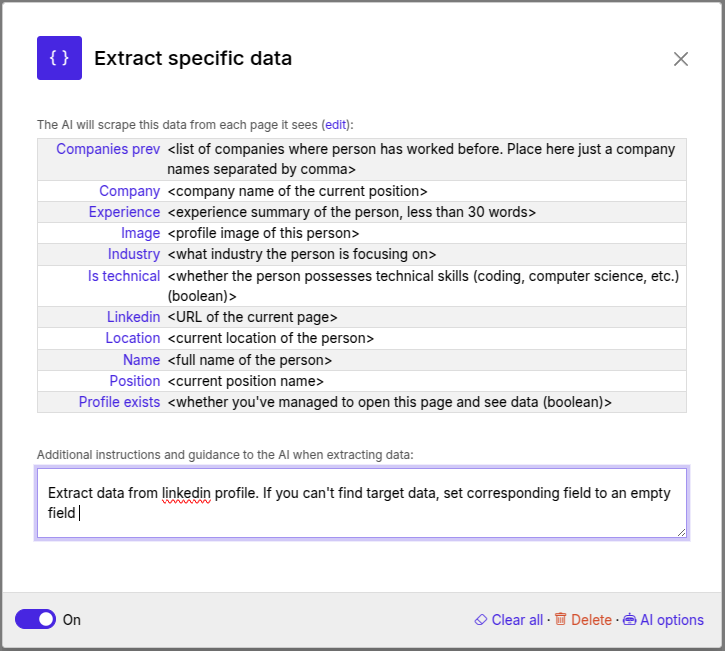 { } Extract specific data
The AI will scrape this data from each page it sees (edit):
Companies prev <list of companies where person has worked before. Place here just a company
names separated by comma>
Company <company name of the current position>
Experience <experience summary of the person, less than 30 words>
Image <profile image of this person>
Industry <what industry the person is focusing on>
Is technical <whether the person possesses technical skills (coding, computer science, etc.)
(boolean)>
Linkedin <URL of the current page>
Location <current location of the person>
Name <full name of the person>
Position <current position name>
Profile exists <whether you've managed to open this page and see data (boolean)>
Additional instructions and guidance to the AI when extracting data:
Extract data from linkedin profile. If you can't find target data, set corresponding field to an empty
field
On Clear all · Delete · AI options